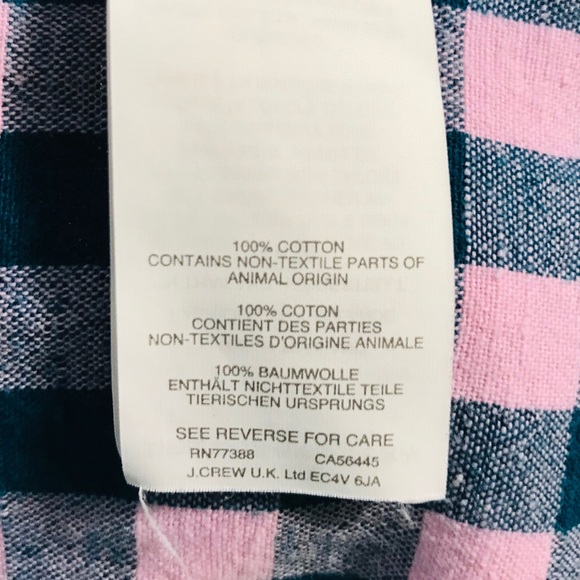 100% COTTON
CONTAINS NON-TEXTILE PARTS OF
ANIMAL ORIGIN
100% COTON
CONTIENT DES PARTIES
NON-TEXTILES D'ORIGINE ANIMALE
100% BAUMWOLLE
ENTHÄLT NICHTTEXTILE TEILE
TIERISCHEN URSPRUNGS
SEE REVERSE FOR CARE
RN77388 CA56445
J.CREW U.K. Ltd EC4V 6JA